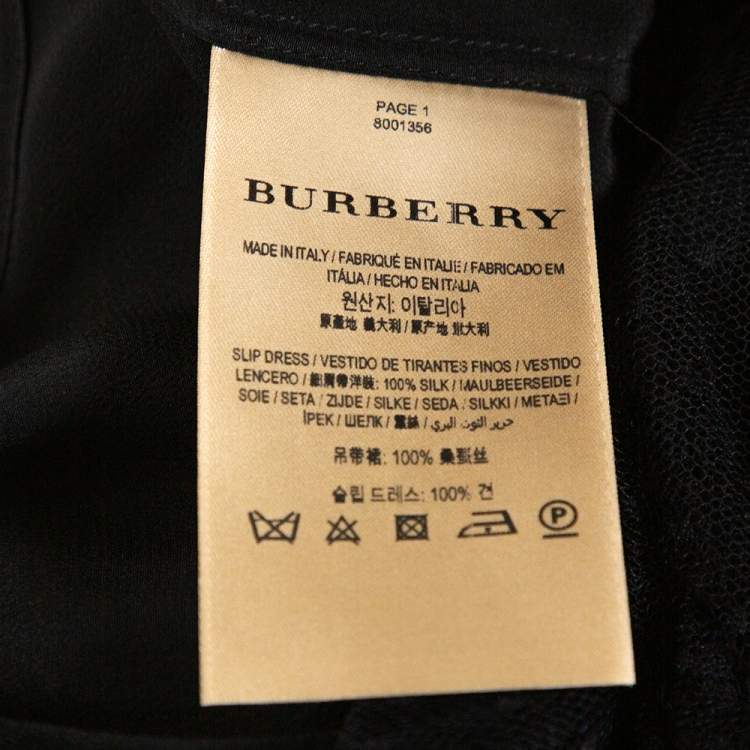 PAGE 1
8001356
BURBERRY
MADE IN ITALY / FABRIQUÉ EN ITALIE / FABRICADO EM
ITÁLIA / HECHO EN ITALIA
원산지: 이탈리아
原產地 義大利 / 原产地 意大利
SLIP DRESS / VESTIDO DE TIRANTES FINOS / VESTIDO
LENCERO / 細肩帶洋裝: 100% SILK / MAULBEERSEIDE /
SOIE / SETA / ZIJDE / SILKE / SEDA / SILKKI / ΜΕΤΑΞΙ /
İPEK / ШЕЛК / 蠶絲 / حرير التوت البري
吊带裙: 100% 桑蚕丝
슬립 드레스: 100% 견
P